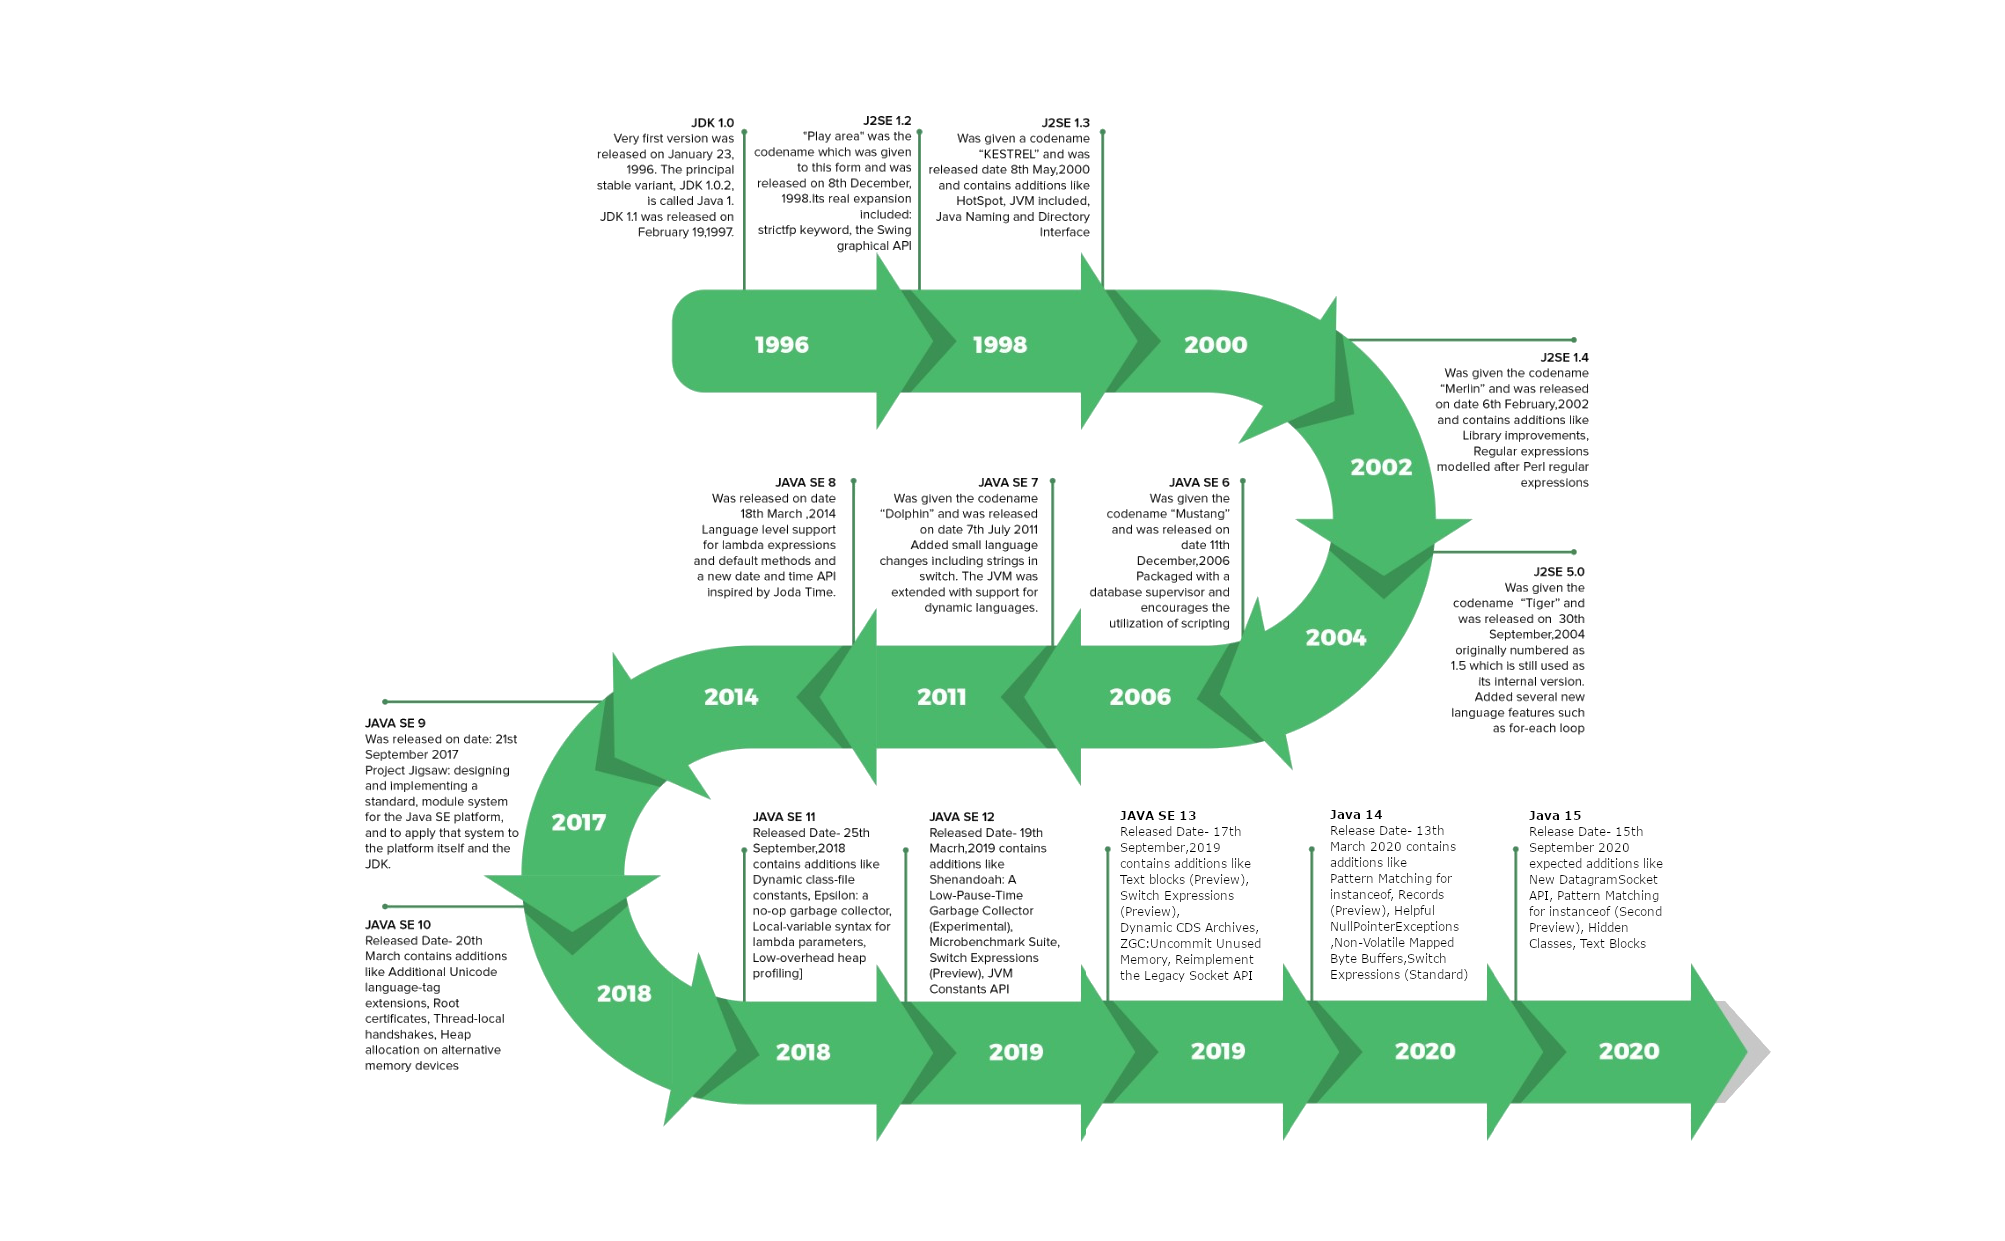 JDK 1.0
Very first version was
released on January 23,
1996. The principal
stable variant, JDK 1.0.2,
is called Java 1.
JDK 1.1 was released on
February 19,1997.
J2SE 1.2
"Play area" was the
codename which was given
to this form and was
released on 8th December,
1998.Its real expansion
included:
strictfp keyword, the Swing
graphical API
J2SE 1.3
Was given a codename
“KESTREL” and was
released date 8th May,2000
and contains additions like
HotSpot, JVM included,
Java Naming and Directory
Interface
1996
1998
2000
J2SE 1.4
Was given the codename
“Merlin” and was released
on date 6th February,2002
and contains additions like
Library improvements,
Regular expressions
modelled after Perl regular
expressions
2002
J2SE 5.0
Was given the
codename “Tiger” and
was released on 30th
September,2004
originally numbered as
1.5 which is still used as
its internal version.
Added several new
language features such
as for-each loop
2004
JAVA SE 6
Was given the
codename “Mustang”
and was released on
date 11th
December,2006
Packaged with a
database supervisor and
encourages the
utilization of scripting
2006
JAVA SE 7
Was given the codename
“Dolphin” and was released
on date 7th July 2011
Added small language
changes including strings in
switch. The JVM was
extended with support for
dynamic languages.
2011
JAVA SE 8
Was released on date
18th March ,2014
Language level support
for lambda expressions
and default methods and
a new date and time API
inspired by Joda Time.
2014
JAVA SE 9
Was released on date: 21st
September 2017
Project Jigsaw: designing
and implementing a
standard, module system
for the Java SE platform,
and to apply that system to
the platform itself and the
JDK.
2017
JAVA SE 10
Released Date- 20th
March contains additions
like Additional Unicode
language-tag
extensions, Root
certificates, Thread-local
handshakes, Heap
allocation on alternative
memory devices
2018
JAVA SE 11
Released Date- 25th
September,2018
contains additions like
Dynamic class-file
constants, Epsilon: a
no-op garbage collector,
Local-variable syntax for
lambda parameters,
Low-overhead heap
profiling]
2018
JAVA SE 12
Released Date- 19th
Macrh,2019 contains
additions like
Shenandoah: A
Low-Pause-Time
Garbage Collector
(Experimental),
Microbenchmark Suite,
Switch Expressions
(Preview), JVM
Constants API
2019
JAVA SE 13
Released Date- 17th
September,2019
contains additions like
Text blocks (Preview),
Switch Expressions
(Preview),
Dynamic CDS Archives,
ZGC:Uncommit Unused
Memory, Reimplement
the Legacy Socket API
2019
Java 14
Release Date- 13th
March 2020 contains
additions like
Pattern Matching for
instanceof, Records
(Preview), Helpful
NullPointerExceptions
,Non-Volatile Mapped
Byte Buffers,Switch
Expressions (Standard)
2020
Java 15
Release Date- 15th
September 2020
expected additions like
New DatagramSocket
API, Pattern Matching
for instanceof (Second
Preview), Hidden
Classes, Text Blocks
2020